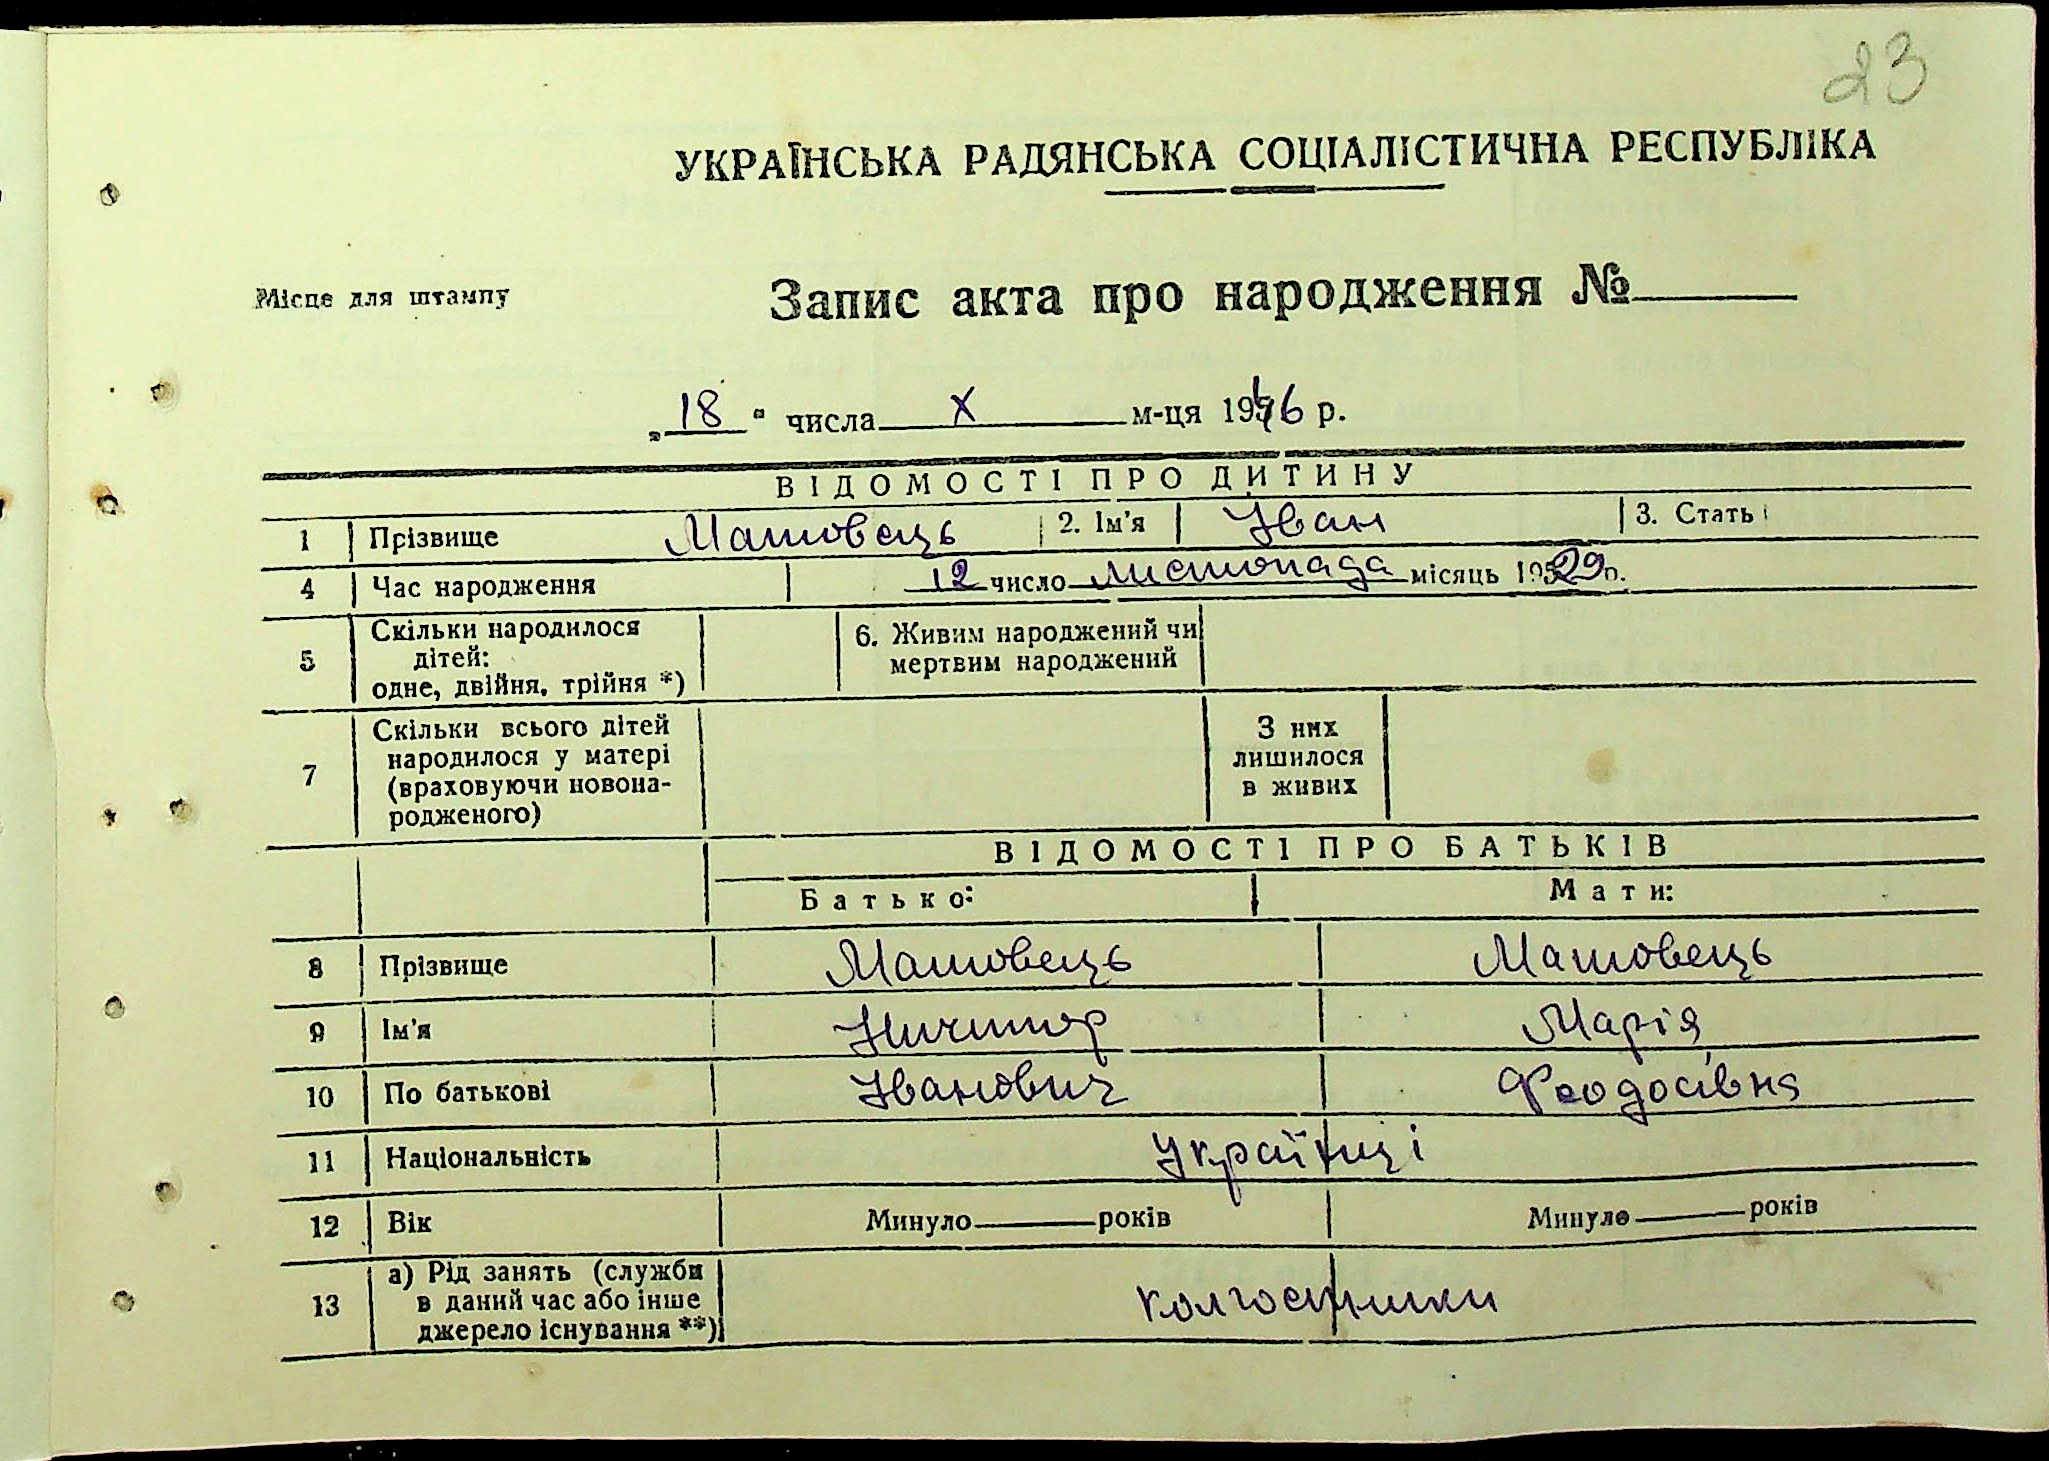 23
УКРАЇНСЬКА РАДЯНСЬКА СОЦІАЛІСТИЧНА РЕСПУБЛІКА
Місце для штампу
Запис акта про народження №
„18" числа X м-ця 1946 р.
ВІДОМОСТІ ПРО ДИТИНУ
1 Прізвище Матовець 2. Ім'я Іван 3. Стать
4 Час народження 12 число листопада місяць 1929 р.
5 Скільки народилося дітей: одне, двійня, трійня *) 6. Живим народжений чи мертвим народжений
7 Скільки всього дітей народилося у матері (враховуючи новонародженого) З них лишилося в живих
ВІДОМОСТІ ПРО БАТЬКІВ
Батько: Мати:
8 Прізвище Матовець Матовець
9 Ім'я Ничипор Марія
10 По батькові Іванович Феодосівна
11 Національність Українці
12 Вік Минуло років Минуло років
13 а) Рід занять (служби в даний час або інше джерело існування **) колгоспники